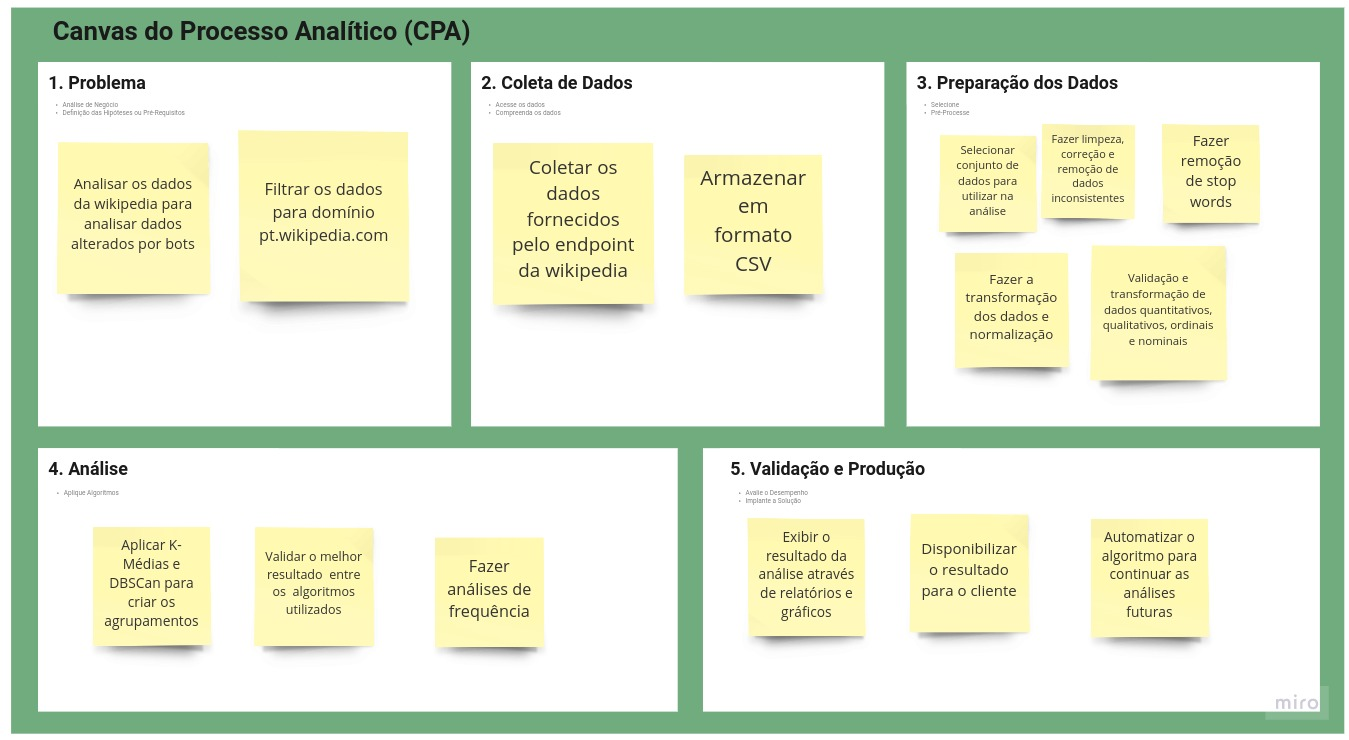 Canvas do Processo Analítico (CPA)
1. Problema
• Análise de Negócio
• Definição das Hipóteses ou Pré-Requisitos
Analisar os dados
da wikipedia para
analisar dados
alterados por bots
Filtrar os dados
para domínio
pt.wikipedia.com
2. Coleta de Dados
• Acesse os dados
• Compreenda os dados
Coletar os
dados
fornecidos
pelo endpoint
da wikipedia
Armazenar
em
formato
CSV
3. Preparação dos Dados
• Selecione
• Pré-Processe
Selecionar
conjunto de
dados para
utilizar na
análise
Fazer limpeza,
correção e
remoção de
dados
inconsistentes
Fazer
remoção
de stop
words
Fazer a
transformação
dos dados e
normalização
Validação e
transformação de
dados quantitativos,
qualitativos, ordinais
e nominais
4. Análise
• Aplique Algoritmos
Aplicar K-
Médias e
DBSCan para
criar os
agrupamentos
Validar o melhor
resultado entre
os algoritmos
utilizados
Fazer
análises de
frequência
5. Validação e Produção
• Avalie o Desempenho
• Implante a Solução
Exibir o
resultado da
análise através
de relatórios e
gráficos
Disponibilizar
o resultado
para o cliente
Automatizar o
algoritmo para
continuar as
análises
futuras
miro